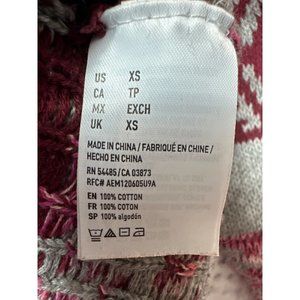 US XS
CA TP
MX EXCH
UK XS
MADE IN CHINA / FABRIQUÉ EN CHINE /
HECHO EN CHINA
RN 54485/CA 03873
RFC# AEM120605U9A
EN 100% COTTON
FR 100% COTON
SP 100% algodón